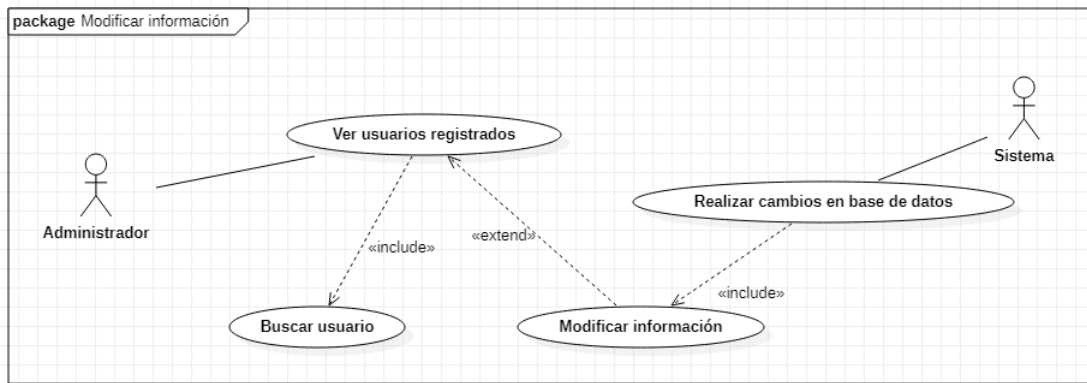 package Modificar información
Ver usuarios registrados
Sistema
Realizar cambios en base de datos
Administrador
«include»
«extend»
«include»
Buscar usuario
Modificar información